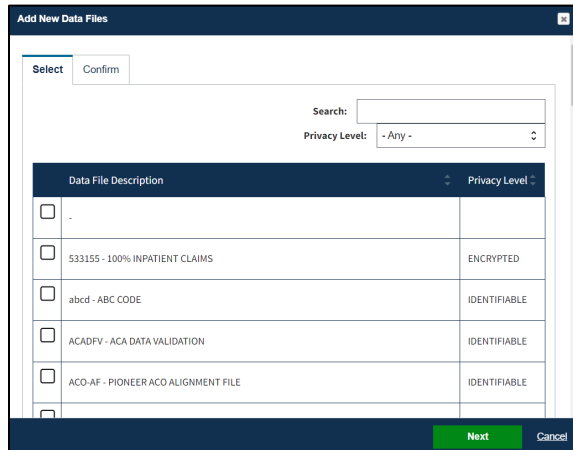 Add New Data Files
Select
Confirm
Search:
Privacy Level: - Any -
Data File Description Privacy Level
-
533155 - 100% INPATIENT CLAIMS ENCRYPTED
abcd - ABC CODE IDENTIFIABLE
ACADFV - ACA DATA VALIDATION IDENTIFIABLE
ACO-AF - PIONEER ACO ALIGNMENT FILE IDENTIFIABLE
Next Cancel